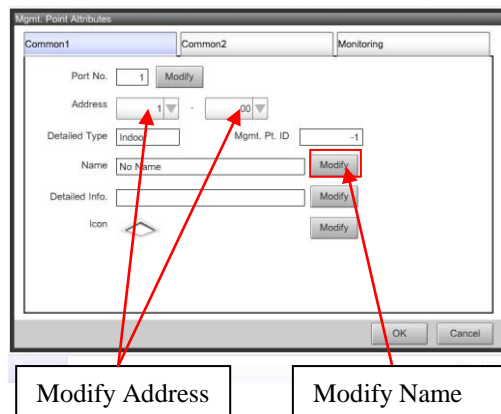 Mgmt. Point Attributes
Common1 Common2 Monitoring
Port No. 1 Modify
Address 1 - 00
Detailed Type Indoor Mgmt. Pt. ID -1
Name No Name Modify
Detailed Info. Modify
Icon Modify
OK Cancel
Modify Address Modify Name